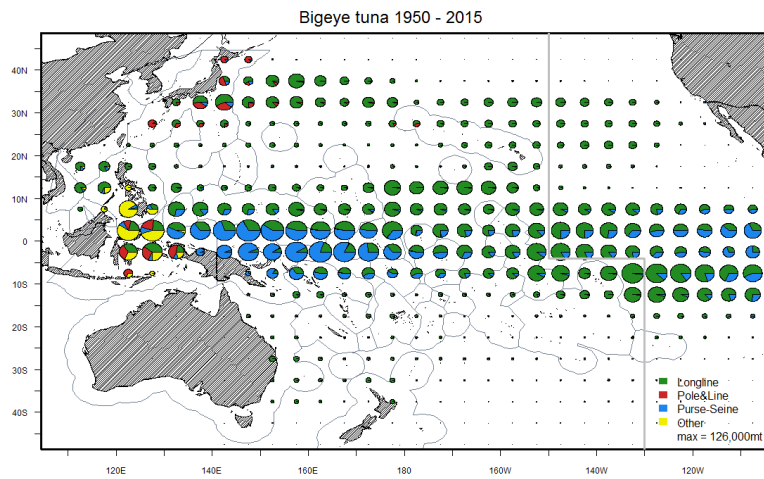 Bigeye tuna 1950 - 2015
40N
30N
20N
10N
0
10S
20S
30S
40S
Longline
Pole&Line
Purse-Seine
Other
max = 126,000mt
120E 140E 160E 180 160W 140W 120W